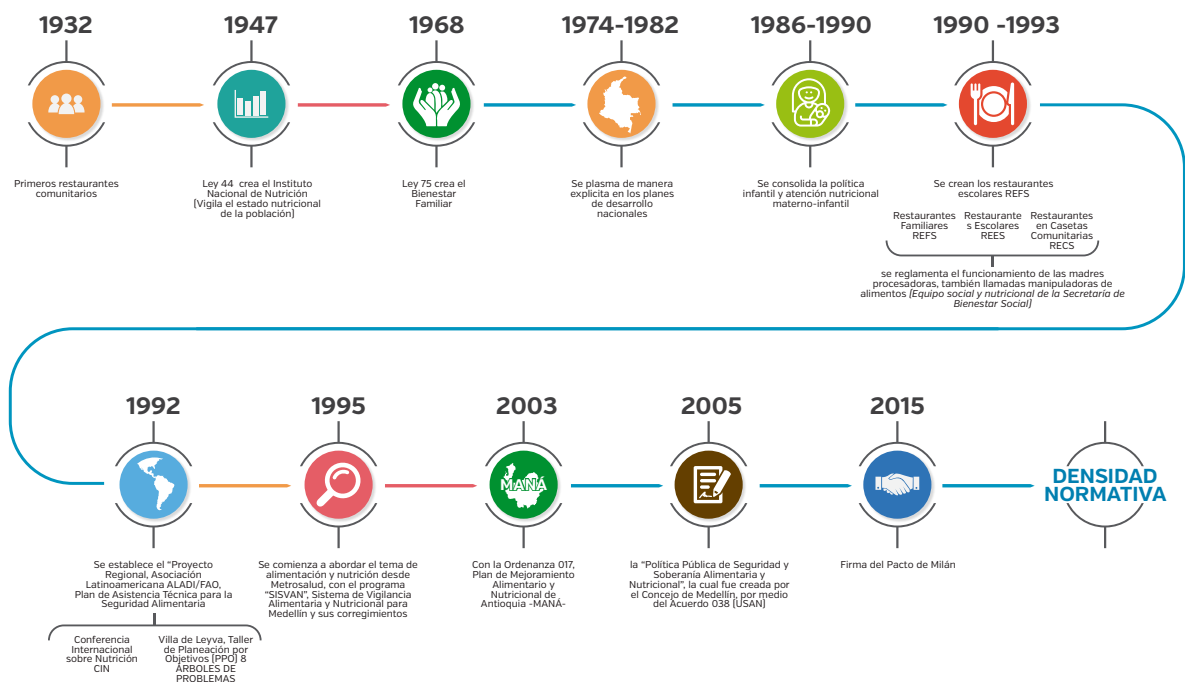 1932
1947
1968
1974-1982
1986-1990
1990 -1993
Primeros restaurantes
comunitarios
Ley 44 crea el Instituto
Nacional de Nutrición
[Vigila el estado nutricional
de la población]
Ley 75 crea el
Bienestar
Familiar
Se plasma de manera
explicita en los planes
de desarrollo
nacionales
Se consolida la política
infantil y atención nutricional
materno-infantil
Se crean los restaurantes
escolares REFS
Restaurantes
Familiares
REFS
Restaurante
s Escolares
REES
Restaurantes
en Casetas
Comunitarias
RECS
se reglamenta el funcionamiento de las madres
procesadoras, también llamadas manipuladoras de
alimentos [Equipo social y nutricional de la Secretaría de
Bienestar Social]
1992
1995
2003
2005
2015
MANÁ
DENSIDAD
NORMATIVA
Se establece el “Proyecto
Regional, Asociación
Latinoamericana ALADI/FAO,
Plan de Asistencia Técnica para la
Seguridad Alimentaria
Conferencia
Internacional
sobre Nutrición
CIN
Villa de Leyva, Taller
de Planeación por
Objetivos [PPO] 8
ÁRBOLES DE
PROBLEMAS
Se comienza a abordar el tema de
alimentación y nutrición desde
Metrosalud, con el programa
“SISVAN”, Sistema de Vigilancia
Alimentaria y Nutricional para
Medellín y sus corregimientos
Con la Ordenanza 017,
Plan de Mejoramiento
Alimentario y
Nutricional de
Antioquia -MANÁ-
la “Política Pública de Seguridad y
Soberanía Alimentaria y
Nutricional”, la cual fue creada por
el Concejo de Medellín, por medio
del Acuerdo 038 [USAN]
Firma del Pacto de Milán